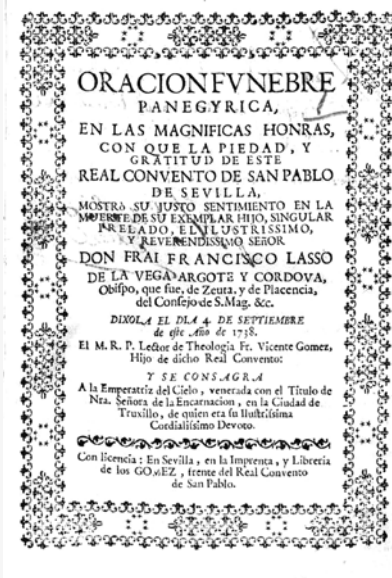 ORACION FVNEBRE
PANEGYRICA,
EN LAS MAGNIFICAS HONRAS,
CON QUE LA PIEDAD, Y
GRATITUD DE ESTE
REAL CONVENTO DE SAN PABLO
DE SEVILLA,
MOSTRÒ SU JUSTO SENTIMIENTO EN LA
MUERTE DE SU EXEMPLAR HIJO, SINGULAR
PRELADO, EL ILUSTRISSIMO,
Y REVERENDISSIMO SEÑOR
DON FRAI FRANCISCO LASSO
DE LA VEGA ARGOTE Y CORDOVA,
Obispo, que fue, de Zeuta, y de Placencia,
del Consejo de S. Mag. &c.
DIXOLA EL DIA 4. DE SEPTIEMBRE
de este Año de 1738.
El M. R. P. Lector de Theologia Fr. Vicente Gomez,
Hijo de dicho Real Convento:
Y SE CONSAGRA
A la Emperatriz del Cielo, venerada con el Titulo de
Nra. Señora de la Encarnacion, en la Ciudad de
Truxillo, de quien era su Ilustrissima
Cordialissimo Devoto.
Con licencia: En Sevilla, en la Imprenta, y Libreria
de los GOMEZ, frente del Real Convento
de San Pablo.